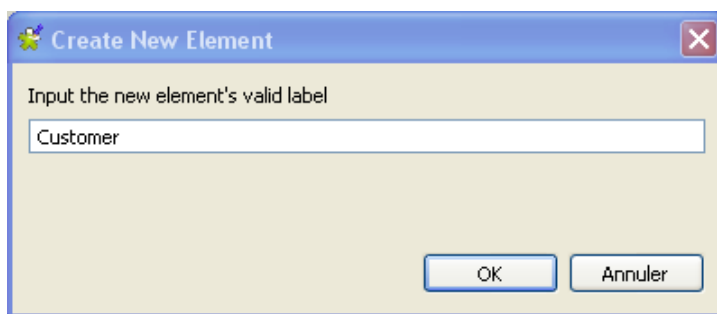 Create New Element
Input the new element's valid label
Customer
OK
Annuler